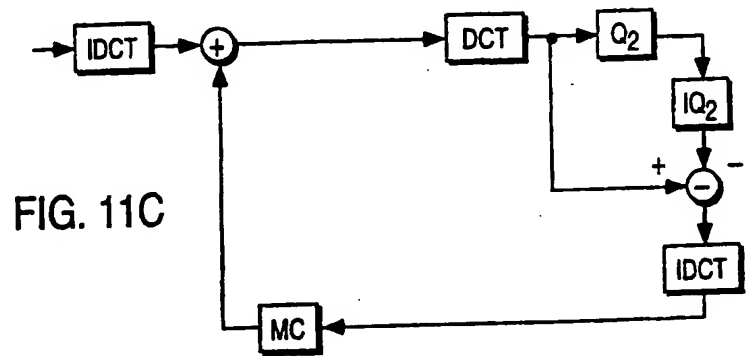 IDCT
+
DCT
Q2
IQ2
+
−
−
IDCT
MC
FIG. 11C